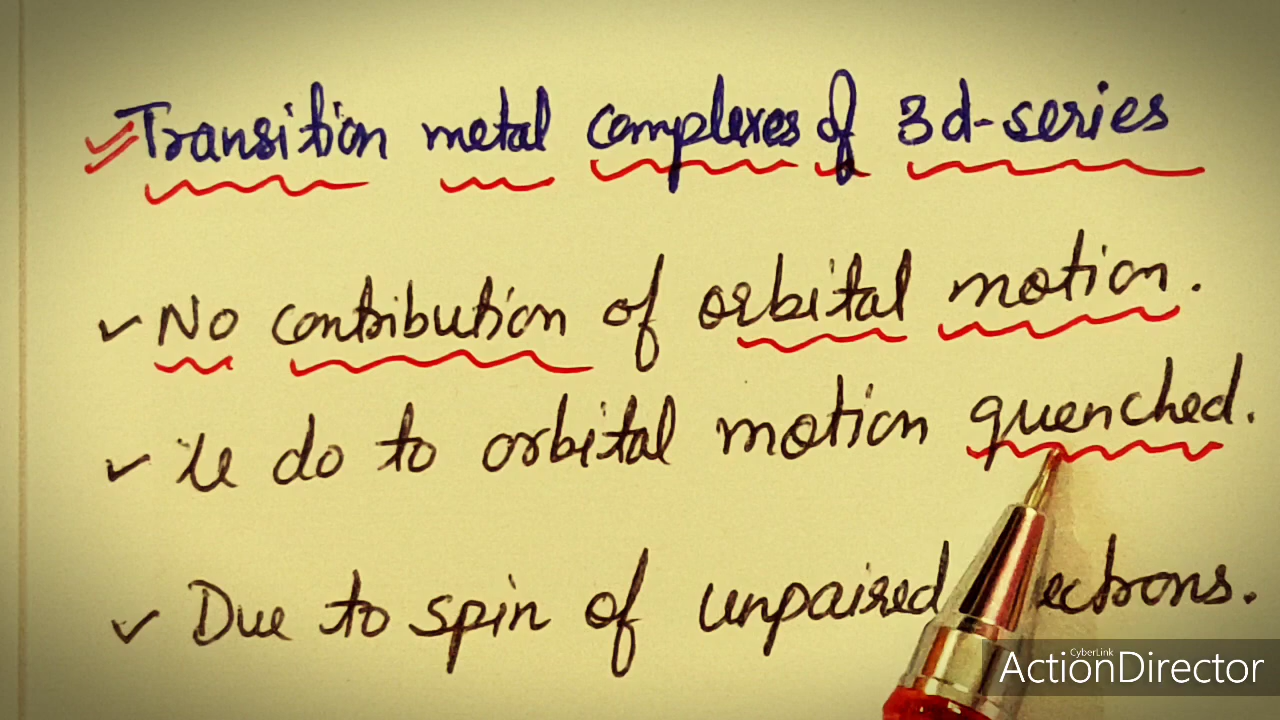 Transition metal complexes of 3d-series
No contribution of orbital motion.
do to orbital motion quenched.
Due to spin of unpaired ectrons.
CyberLink
ActionDirector